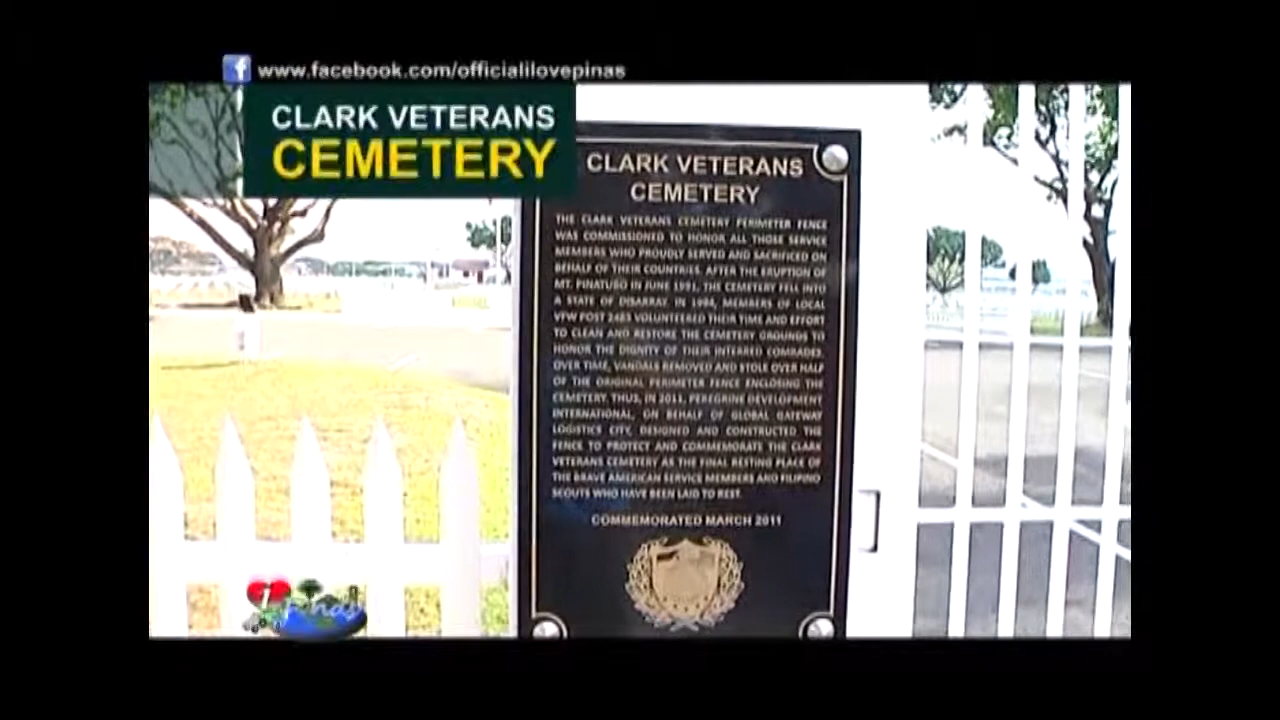 www.facebook.com/officialilovepinas
CLARK VETERANS
CEMETERY
CLARK VETERANS
CEMETERY
THE CLARK VETERANS CEMETERY PERIMETER FENCE
WAS COMMISSIONED TO HONOR ALL THOSE SERVICE
MEMBERS WHO PROUDLY SERVED AND SACRIFICED ON
BEHALF OF THEIR COUNTRIES. AFTER THE ERUPTION OF
MT. PINATUBO IN JUNE 1991, THE CEMETERY FELL INTO
A STATE OF DISARRAY. IN 1994, MEMBERS OF LOCAL
VFW POST 2485 VOLUNTEERED THEIR TIME AND EFFORT
TO CLEAN AND RESTORE THE CEMETERY GROUNDS TO
HONOR THE DIGNITY OF THEIR INTERRED COMRADES.
OVER TIME, VANDALS REMOVED AND STOLE OVER HALF
OF THE ORIGINAL PERIMETER FENCE ENCLOSING THE
CEMETERY. THUS, IN 2011, PEREGRINE DEVELOPMENT
INTERNATIONAL, ON BEHALF OF GLOBAL GATEWAY
LOGISTICS CITY, DESIGNED AND CONSTRUCTED THE
FENCE TO PROTECT AND COMMEMORATE THE CLARK
VETERANS CEMETERY AS THE FINAL RESTING PLACE OF
THE BRAVE AMERICAN SERVICE MEMBERS AND FILIPINO
SCOUTS WHO HAVE BEEN LAID TO REST.
COMMEMORATED MARCH 2011
I
Pinas